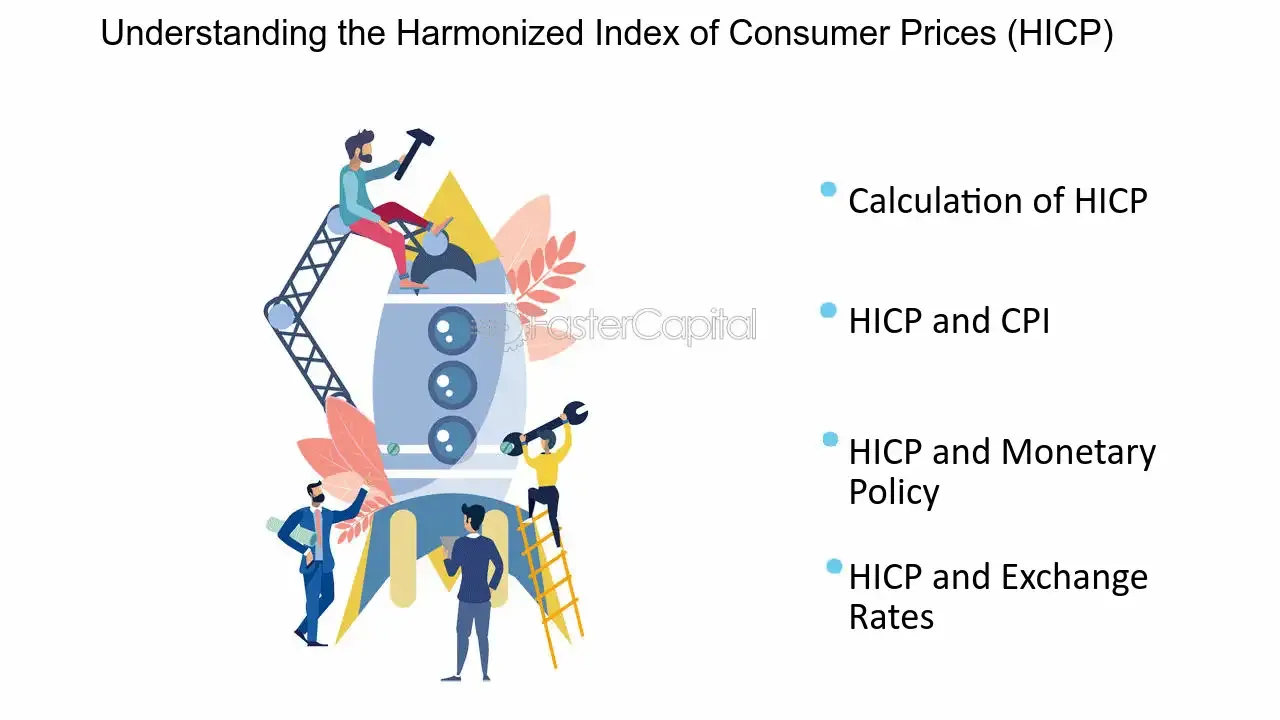 Understanding the Harmonized Index of Consumer Prices (HICP)
Calculation of HICP
FasterCapital
HICP and CPI
HICP and Monetary
Policy
HICP and Exchange
Rates